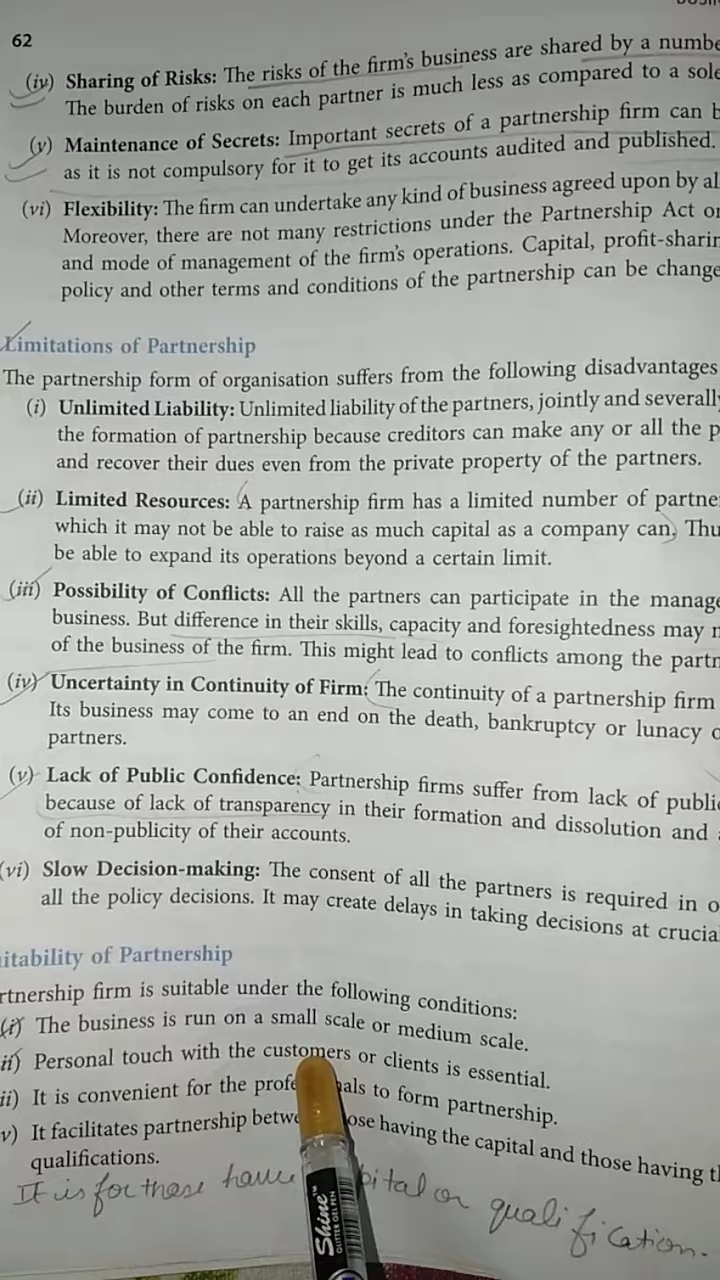 62
(iv) Sharing of Risks: The risks of the firm's business are shared by a numbe
The burden of risks on each partner is much less as compared to a sole
(v) Maintenance of Secrets: Important secrets of a partnership firm can b
as it is not compulsory for it to get its accounts audited and published.
(vi) Flexibility: The firm can undertake any kind of business agreed upon by al
Moreover, there are not many restrictions under the Partnership Act or
and mode of management of the firm's operations. Capital, profit-sharin
policy and other terms and conditions of the partnership can be change
Limitations of Partnership
The partnership form of organisation suffers from the following disadvantages
(i) Unlimited Liability: Unlimited liability of the partners, jointly and severally
the formation of partnership because creditors can make any or all the p
and recover their dues even from the private property of the partners.
(ii) Limited Resources: A partnership firm has a limited number of partne
which it may not be able to raise as much capital as a company can. Thu
be able to expand its operations beyond a certain limit.
(iii) Possibility of Conflicts: All the partners can participate in the manage
business. But difference in their skills, capacity and foresightedness may
of the business of the firm. This might lead to conflicts among the partn
(iv) Uncertainty in Continuity of Firm: The continuity of a partnership firm
Its business may come to an end on the death, bankruptcy or lunacy o
partners.
(v) Lack of Public Confidence: Partnership firms suffer from lack of public
because of lack of transparency in their formation and dissolution and
of non-publicity of their accounts.
(vi) Slow Decision-making: The consent of all the partners is required in o
all the policy decisions. It may create delays in taking decisions at crucia
itability of Partnership
rtnership firm is suitable under the following conditions:
(i) The business is run on a small scale or medium scale.
ii) Personal touch with the customers or clients is essential.
ii) It is convenient for the profe als to form partnership.
v) It facilitates partnership betwe ose having the capital and those having th
qualifications.
It is for those have pital or qualification.
Shine™
GLITTER GEL PEN